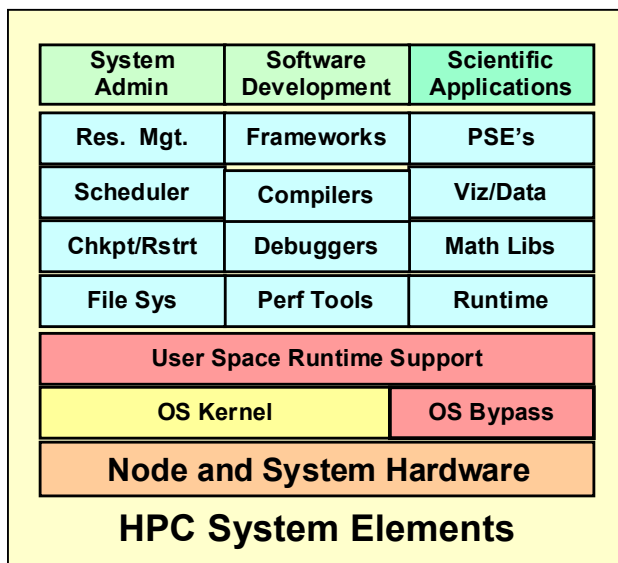 System Admin
Software Development
Scientific Applications
Res. Mgt.
Frameworks
PSE's
Scheduler
Compilers
Viz/Data
Chkpt/Rstrt
Debuggers
Math Libs
File Sys
Perf Tools
Runtime
User Space Runtime Support
OS Kernel
OS Bypass
Node and System Hardware
HPC System Elements